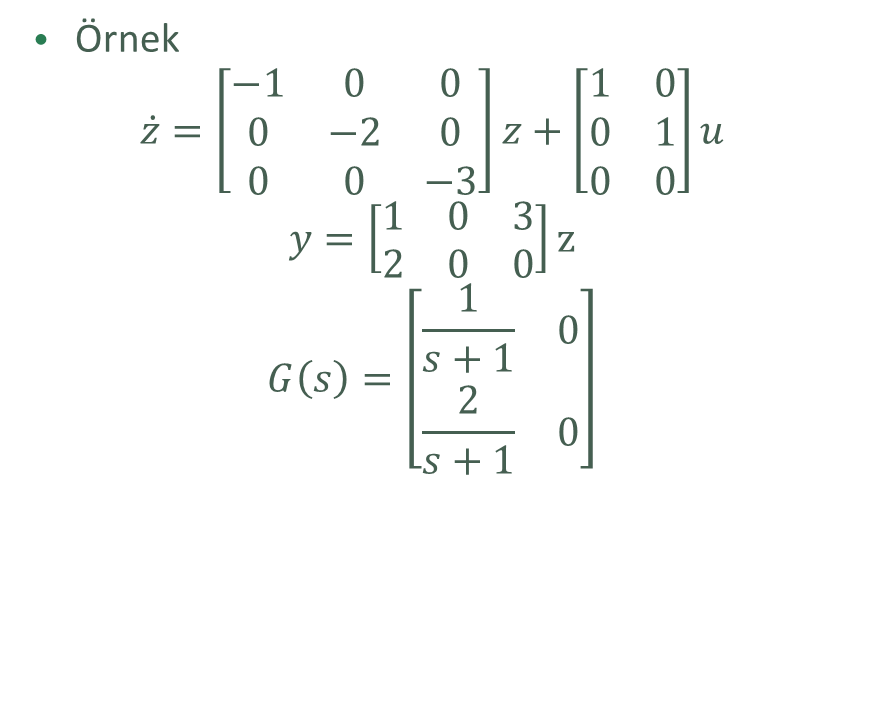 • Örnek
ż = [−1 0 0; 0 −2 0; 0 0 −3] z + [1 0; 0 1; 0 0] u
y = [1 0 3; 2 0 0] z
G(s) = [1/(s + 1) 0; 2/(s + 1) 0]